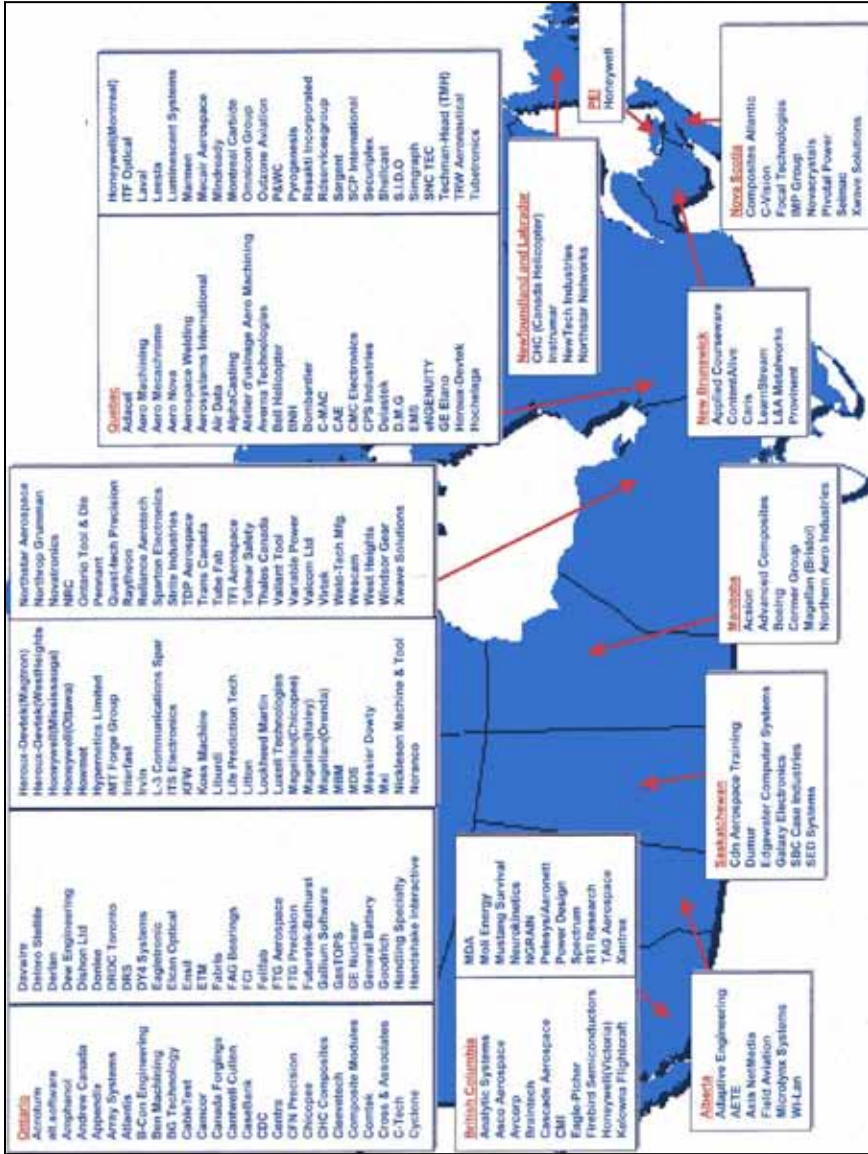 Ontario
Acroturn
ait software
Amphenol
Andrew Canada
Appendix
Array Systems
Atlantis
B-Con Engineering
Ben Machining
BG Technology
CableTest
Camcor
Canada Forgings
Cantwell Cullen
CaseBank
CDC
Centra
CFN Precision
Chicopee
CHC Composites
Cleevetech
Composite Modules
Comtek
Cross & Associates
C-Tech
Cyclone
Devwire
Deloro Stellite
Derlan
Dew Engineering
Dishon Ltd
Donlee
DRDC Toronto
DRS
DY4 Systems
Eagletronic
Elcan Optical
Ensil
ETM
Fabris
FAG Bearings
FCI
Fellfab
FTG Aerospace
FTG Precision
Futuretek-Bathurst
Gallium Software
GasTOPS
GE Nuclear
General Battery
Goodrich
Handling Specialty
Handshake Interactive
Heroux-Devtek(Magtron)
Heroux-Devtek(WestHeights
Honeywell(Mississauga)
Honeywell(Ottawa)
Howmet
Hypernetics Limited
IMT Forge Group
Interfast
Irvin
L-3 Communications Spar
ITS Electronics
KFW
Kuss Machine
Liburdi
Life Prediction Tech
Litton
Lockheed Martin
Luxell Technologies
Magellan(Chicopee)
Magellan(Haley)
Magellan(Orenda)
MBM
MDS
Messier Dowty
Mxi
Nickleson Machine & Tool
Noranco
Northstar Aerospace
Northrop Grumman
Novatronics
NRC
Ontario Tool & Die
Pennant
Quest-tech Precision
Raytheon
Reliance Aerotech
Sparton Electronics
Strite Industries
TDP Aerospace
Trans Canada
Tube Fab
TFI Aerospace
Tulmar Safety
Thales Canada
Valiant Tool
Variable Power
Valcom Ltd
Virtek
Weld-Tech Mfg.
Wescam
West Heights
Windsor Gear
Xwave Solutions
Quebec
Adacel
Aero Machining
Aero Mecachrome
Aero Nova
Aerospace Welding
Aerosystems International
Air Data
AlphaCasting
Atelier d'usinage Aero Machining
Averna Technologies
Bell Helicopter
BNH
Bombardier
C-MAC
CAE
CMC Electronics
CPS Industries
Delastek
D.M.G
EMS
eNGENUITY
GE Elano
Heroux-Devtek
Hochelaga
Honeywell(Montreal)
ITF Optical
Laval
Leesta
Luminescent Systems
Marmen
Mecair Aerospace
Mindready
Montreal Carbide
Omnicon Group
Outzone Aviation
P&WC
Pyrogenesis
Rasakti Incorporated
Rdservicesgroup
Sargent
SCP International
Securiplex
Shellcast
S.I.D.O
Simgraph
SNC TEC
Techman-Head (TMH)
TRW Aeronautical
Tubetronics
British Columbia
Analytic Systems
Asco Aerospace
Avcorp
Braintech
Cascade Aerospace
CMI
Eagle-Picher
Firebird Semiconductors
Honeywell(Victoria)
Kelowna Flightcraft
MDA
Moli Energy
Mustang Survival
Neurokinetics
NGRAIN
Pelesys/Aeronett
Power Design
Spectrum
RTI Research
TAG Aerospace
Xantrex
Newfoundland and Labrador
CHC (Canada Helicopter)
Instrumar
NewTech Industries
Northstar Networks
PEI
Honeywell
Alberta
Adaptive Engineering
AETE
Axia NetMedia
Field Aviation
Microlynx Systems
Wi-Lan
Saskatchewan
Cdn Aerospace Training
Dumur
Edgewater Computer Systems
Galaxy Electronics
SBC Case Industries
SED Systems
Manitoba
Acsion
Advanced Composites
Boeing
Cormer Group
Magellan (Bristol)
Northern Aero Industries
New Brunswick
Applied Courseware
ContentAlive
Caris
LearnStream
L&A Metalworks
Provinent
Nova Scotia
Composites Atlantic
C-Vision
Focal Technologies
IMP Group
Novacrystals
Pivotal Power
Seimac
Xwave Solutions